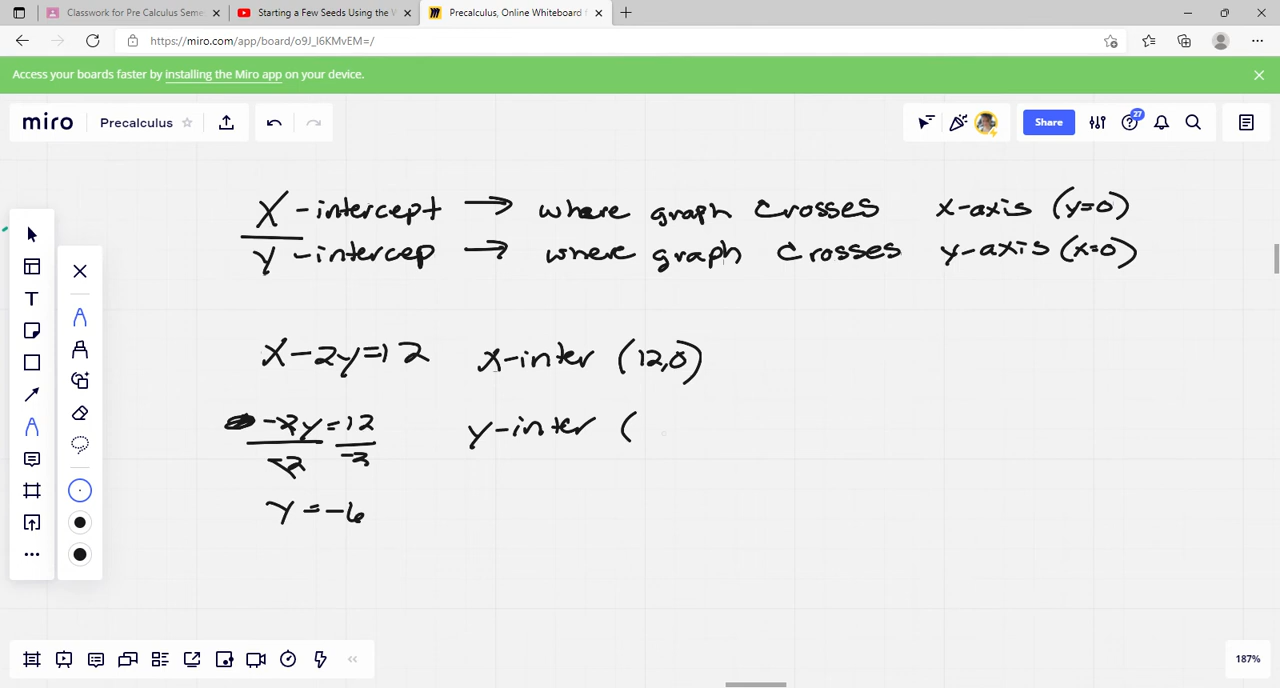 Classwork for Pre Calculus Seme
Starting a Few Seeds Using the W
Precalculus, Online Whiteboard f
https://miro.com/app/board/o9J_l6KMvEM=/
Access your boards faster by installing the Miro app on your device.
miro Precalculus Share 27
X-intercept → where graph crosses x-axis (y=0)
Y-intercep → where graph crosses y-axis (x=0)
X-2y=12 x-inter (12,0)
-2y=12 y-inter (
-2 -2
Y=-6
187%